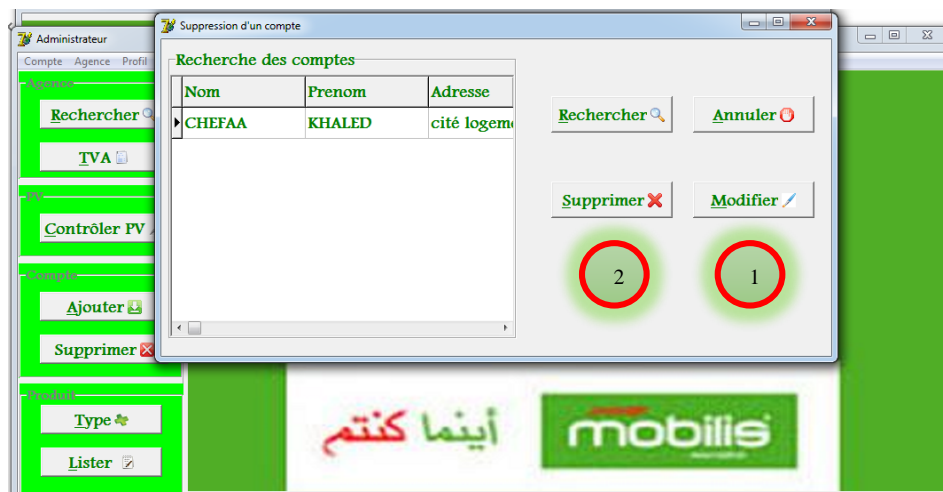 Suppression d'un compte
Administrateur
Compte Agence Profil
Agence
Rechercher
TVA
PV
Contrôler PV
Compte
Ajouter
Supprimer
Produit
Type
Lister
Recherche des comptes
Nom Prenom Adresse
CHEFAA KHALED cité logem
Rechercher Annuler
Supprimer Modifier
2 1
أينما كنتم
mobilis